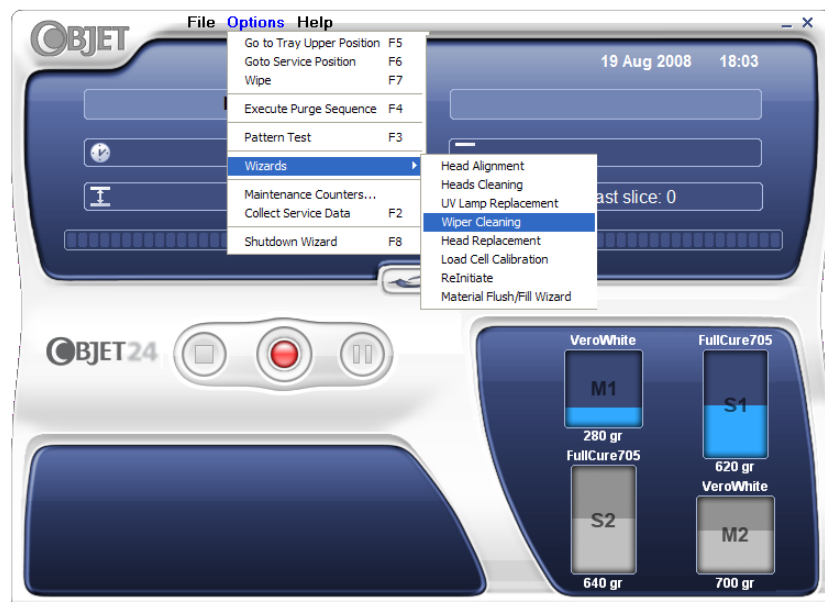 OBJET
File Options Help
19 Aug 2008 18:03
Go to Tray Upper Position F5
Goto Service Position F6
Wipe F7
Execute Purge Sequence F4
Pattern Test F3
Wizards
Maintenance Counters...
Collect Service Data F2
Shutdown Wizard F8
Head Alignment
Heads Cleaning
UV Lamp Replacement
Wiper Cleaning
Head Replacement
Load Cell Calibration
ReInitiate
Material Flush/Fill Wizard
slice: 0
OBJET24
VeroWhite
M1
280 gr
FullCure705
S1
620 gr
FullCure705
S2
640 gr
VeroWhite
M2
700 gr